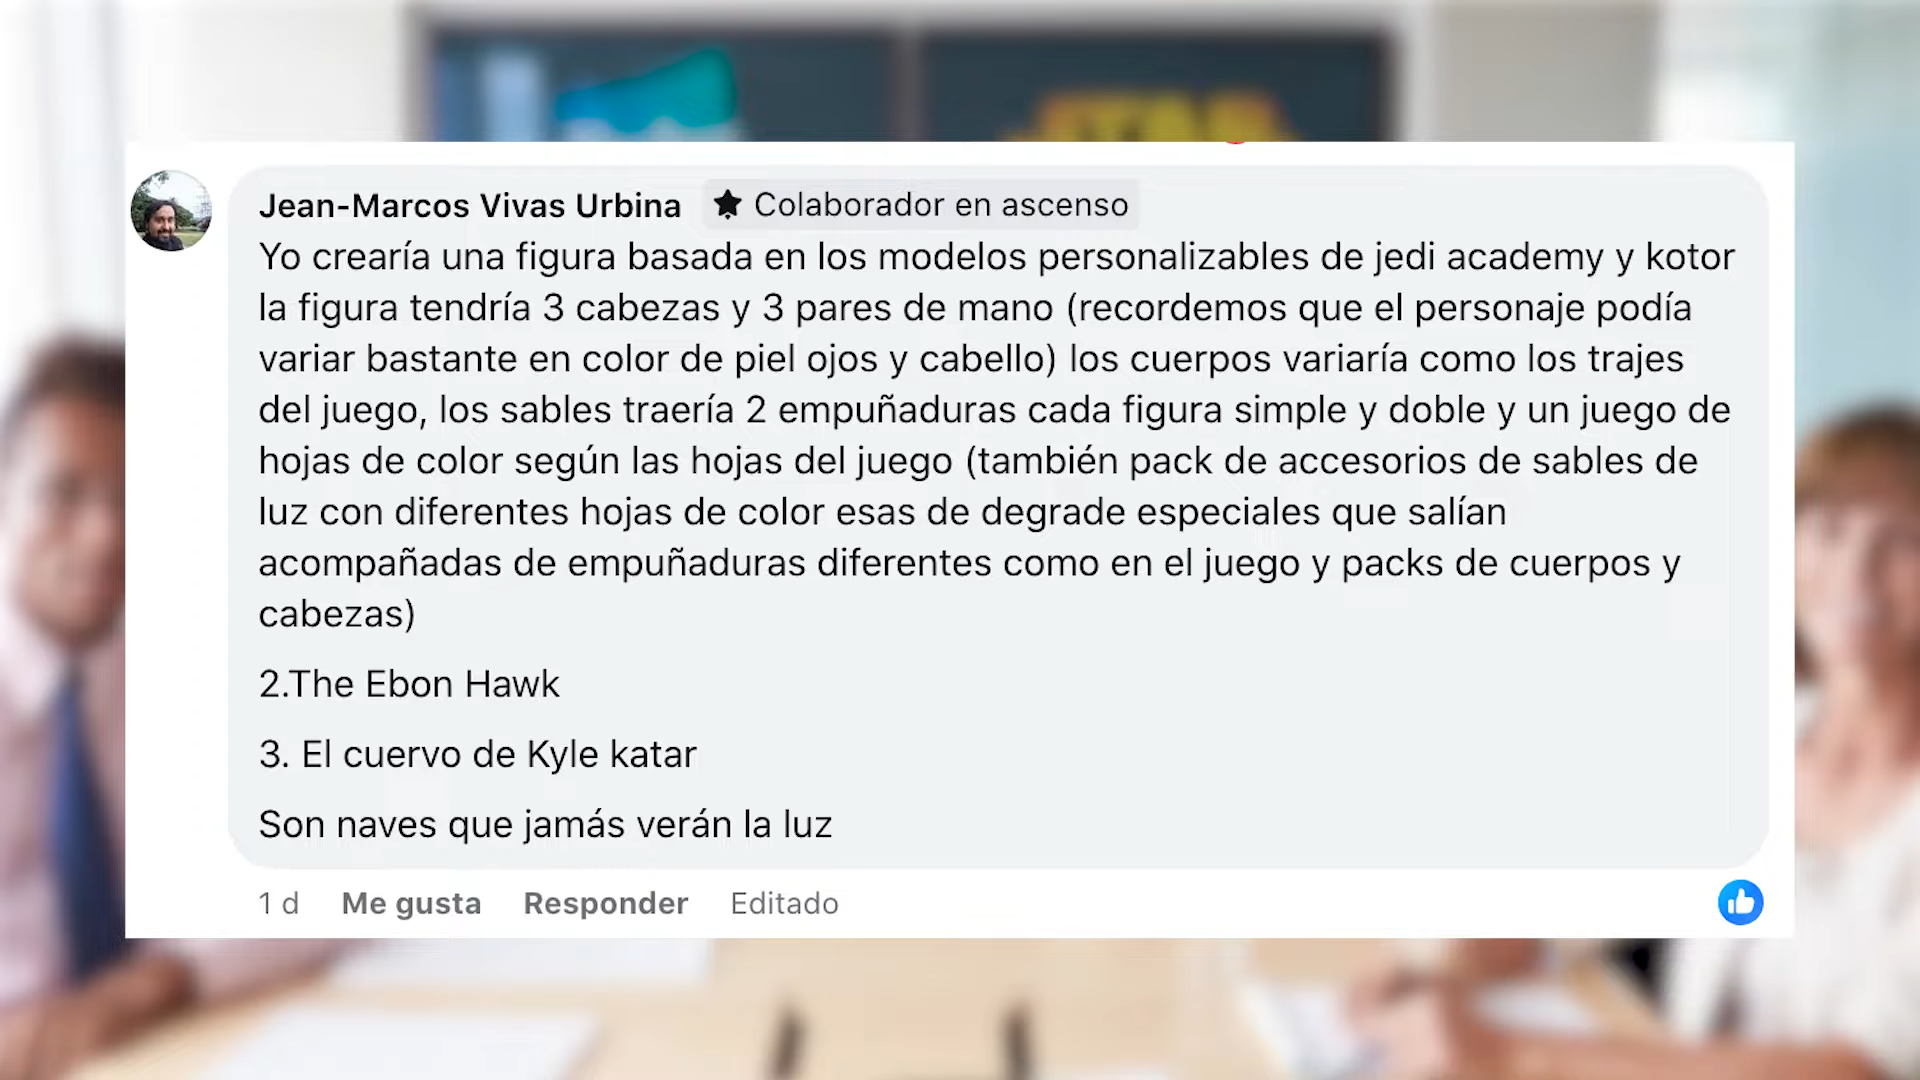 Jean-Marcos Vivas Urbina Colaborador en ascenso
Yo crearía una figura basada en los modelos personalizables de jedi academy y kotor
la figura tendría 3 cabezas y 3 pares de mano (recordemos que el personaje podía
variar bastante en color de piel ojos y cabello) los cuerpos variaría como los trajes
del juego, los sables traería 2 empuñaduras cada figura simple y doble y un juego de
hojas de color según las hojas del juego (también pack de accesorios de sables de
luz con diferentes hojas de color esas de degrade especiales que salían
acompañadas de empuñaduras diferentes como en el juego y packs de cuerpos y
cabezas)
2.The Ebon Hawk
3. El cuervo de Kyle katar
Son naves que jamás verán la luz
1 d Me gusta Responder Editado